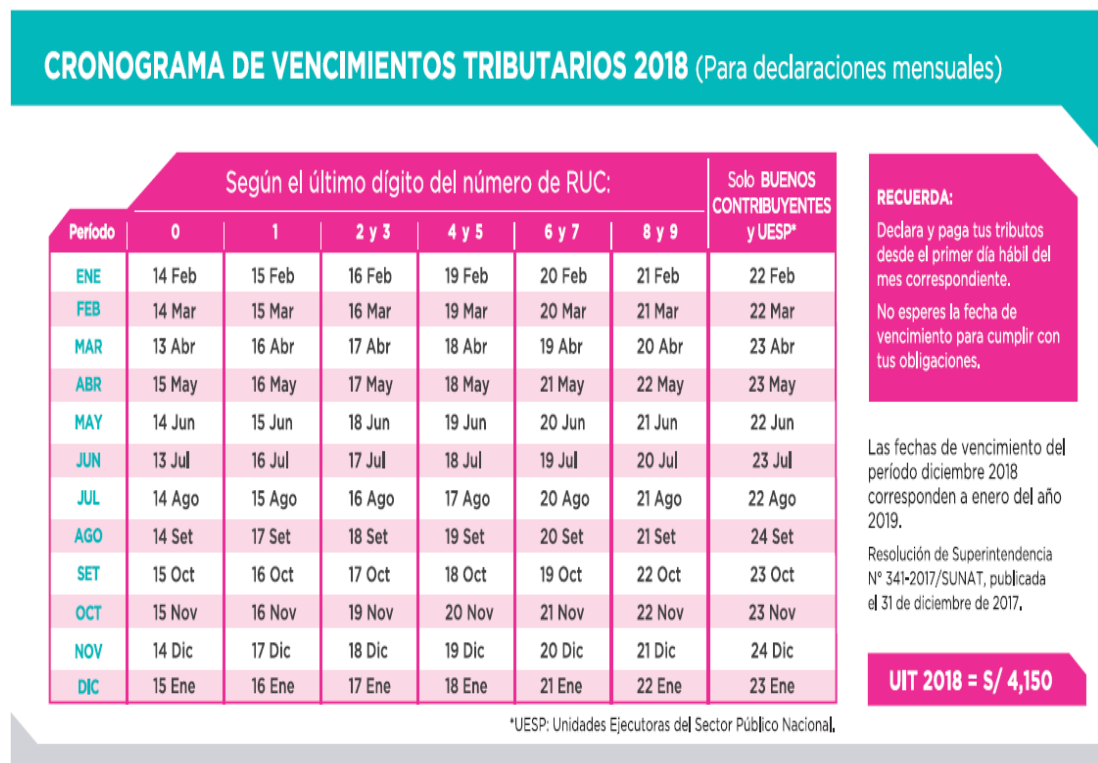 CRONOGRAMA DE VENCIMIENTOS TRIBUTARIOS 2018 (Para declaraciones mensuales)
Según el último dígito del número de RUC:
Solo BUENOS
CONTRIBUYENTES
y UESP*
Período 0 1 2 y 3 4 y 5 6 y 7 8 y 9
ENE 14 Feb 15 Feb 16 Feb 19 Feb 20 Feb 21 Feb 22 Feb
FEB 14 Mar 15 Mar 16 Mar 19 Mar 20 Mar 21 Mar 22 Mar
MAR 13 Abr 16 Abr 17 Abr 18 Abr 19 Abr 20 Abr 23 Abr
ABR 15 May 16 May 17 May 18 May 21 May 22 May 23 May
MAY 14 Jun 15 Jun 18 Jun 19 Jun 20 Jun 21 Jun 22 Jun
JUN 13 Jul 16 Jul 17 Jul 18 Jul 19 Jul 20 Jul 23 Jul
JUL 14 Ago 15 Ago 16 Ago 17 Ago 20 Ago 21 Ago 22 Ago
AGO 14 Set 17 Set 18 Set 19 Set 20 Set 21 Set 24 Set
SET 15 Oct 16 Oct 17 Oct 18 Oct 19 Oct 22 Oct 23 Oct
OCT 15 Nov 16 Nov 19 Nov 20 Nov 21 Nov 22 Nov 23 Nov
NOV 14 Dic 17 Dic 18 Dic 19 Dic 20 Dic 21 Dic 24 Dic
DIC 15 Ene 16 Ene 17 Ene 18 Ene 21 Ene 22 Ene 23 Ene
*UESP: Unidades Ejecutoras del Sector Público Nacional.
RECUERDA:
Declara y paga tus tributos
desde el primer día hábil del
mes correspondiente.
No esperes la fecha de
vencimiento para cumplir con
tus obligaciones.
Las fechas de vencimiento del
período diciembre 2018
corresponden a enero del año
2019.
Resolución de Superintendencia
N° 341-2017/SUNAT, publicada
el 31 de diciembre de 2017.
UIT 2018 = S/ 4,150